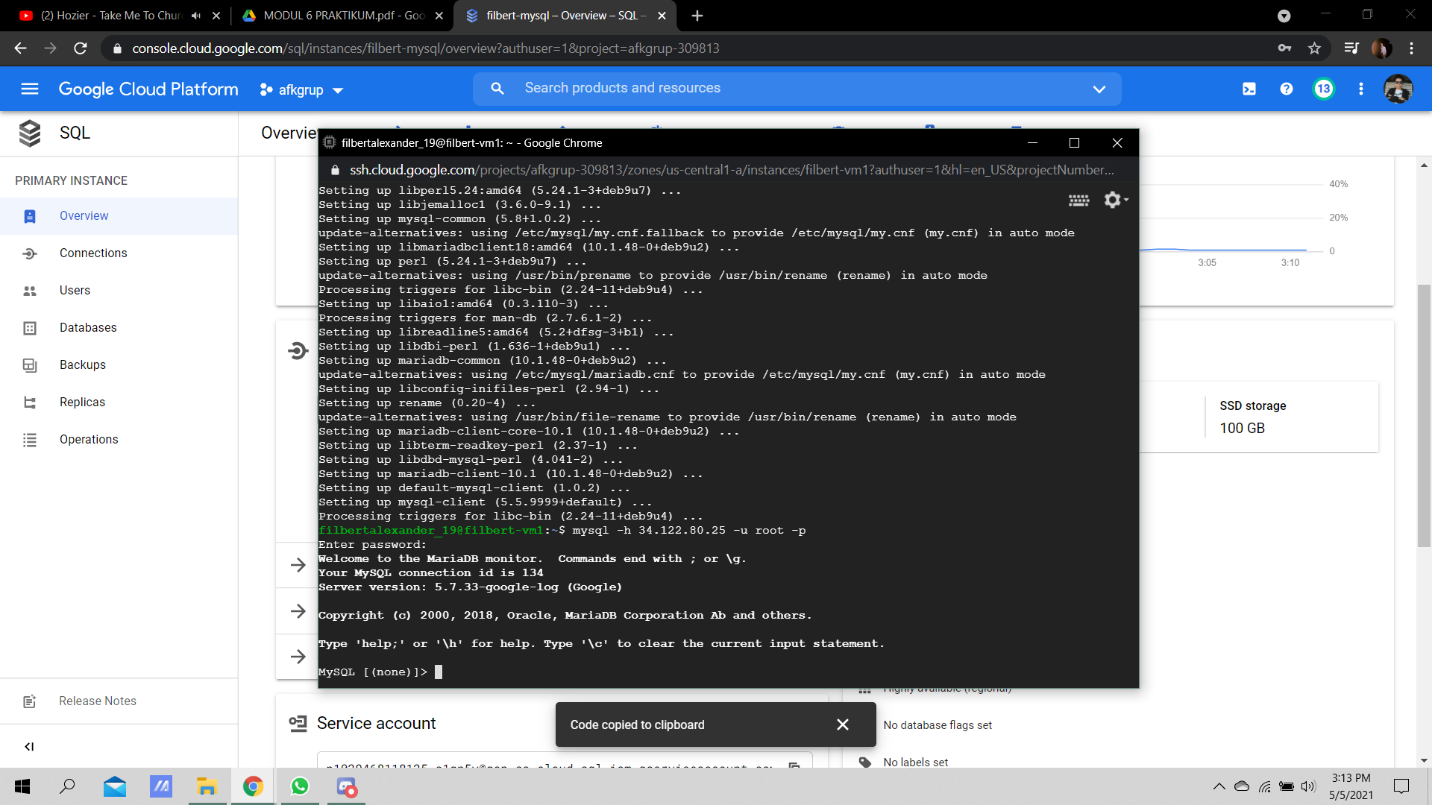 (2) Hozier - Take Me To Chur
MODUL 6 PRAKTIKUM.pdf - Goo
filbert-mysql – Overview – SQL –
console.cloud.google.com/sql/instances/filbert-mysql/overview?authuser=1&project=afkgrup-309813
Google Cloud Platform
afkgrup
Search products and resources
13
SQL
Overvie
PRIMARY INSTANCE
Overview
Connections
Users
Databases
Backups
Replicas
Operations
Release Notes
filbertalexander_19@filbert-vm1: ~ - Google Chrome
ssh.cloud.google.com/projects/afkgrup-309813/zones/us-central1-a/instances/filbert-vm1?authuser=1&hl=en_US&projectNumber...
Setting up libperl5.24:amd64 (5.24.1-3+deb9u7) ...
Setting up libjemalloc1 (3.6.0-9.1) ...
Setting up mysql-common (5.8+1.0.2) ...
update-alternatives: using /etc/mysql/my.cnf.fallback to provide /etc/mysql/my.cnf (my.cnf) in auto mode
Setting up libmariadbclient18:amd64 (10.1.48-0+deb9u2) ...
Setting up perl (5.24.1-3+deb9u7) ...
update-alternatives: using /usr/bin/prename to provide /usr/bin/rename (rename) in auto mode
Processing triggers for libc-bin (2.24-11+deb9u4) ...
Setting up libaio1:amd64 (0.3.110-3) ...
Processing triggers for man-db (2.7.6.1-2) ...
Setting up libreadline5:amd64 (5.2+dfsg-3+b1) ...
Setting up libdbi-perl (1.636-1+deb9u1) ...
Setting up mariadb-common (10.1.48-0+deb9u2) ...
update-alternatives: using /etc/mysql/mariadb.cnf to provide /etc/mysql/my.cnf (my.cnf) in auto mode
Setting up libconfig-inifiles-perl (2.94-1) ...
Setting up rename (0.20-4) ...
update-alternatives: using /usr/bin/file-rename to provide /usr/bin/rename (rename) in auto mode
Setting up mariadb-client-core-10.1 (10.1.48-0+deb9u2) ...
Setting up libterm-readkey-perl (2.37-1) ...
Setting up libdbd-mysql-perl (4.041-2) ...
Setting up mariadb-client-10.1 (10.1.48-0+deb9u2) ...
Setting up default-mysql-client (1.0.2) ...
Setting up mysql-client (5.5.9999+default) ...
Processing triggers for libc-bin (2.24-11+deb9u4) ...
filbertalexander_19@filbert-vm1:~$ mysql -h 34.122.80.25 -u root -p
Enter password:
Welcome to the MariaDB monitor.  Commands end with ; or \g.
Your MySQL connection id is 134
Server version: 5.7.33-google-log (Google)
Copyright (c) 2000, 2018, Oracle, MariaDB Corporation Ab and others.
Type 'help;' or '\h' for help. Type '\c' to clear the current input statement.
MySQL [(none)]>
40%
20%
0
3:05
3:10
SSD storage
100 GB
Highly available (regional)
No database flags set
No labels set
Service account
Code copied to clipboard
3:13 PM
5/5/2021